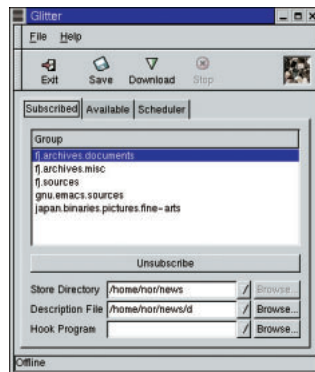 Glitter
File Help
Exit Save Download Stop
Subscribed Available Scheduler
Group
fj.archives.documents
fj.archives.misc
fj.sources
gnu.emacs.sources
japan.binaries.pictures.fine-arts
Unsubscribe
Store Directory /home/nor/news / Browse...
Description File /home/nor/news/d / Browse...
Hook Program / Browse...
Offline